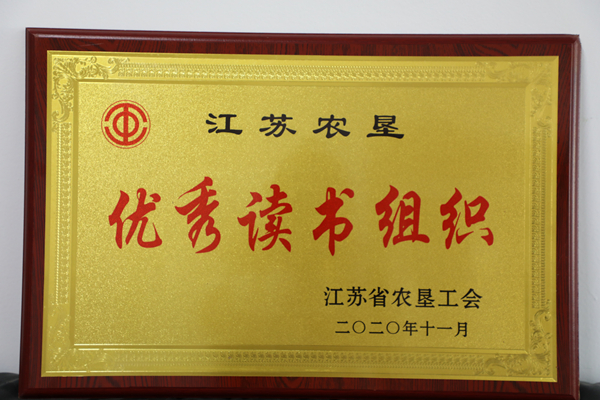 江苏农垦
优秀读书组织
江苏省农垦工会
二〇二〇年十一月